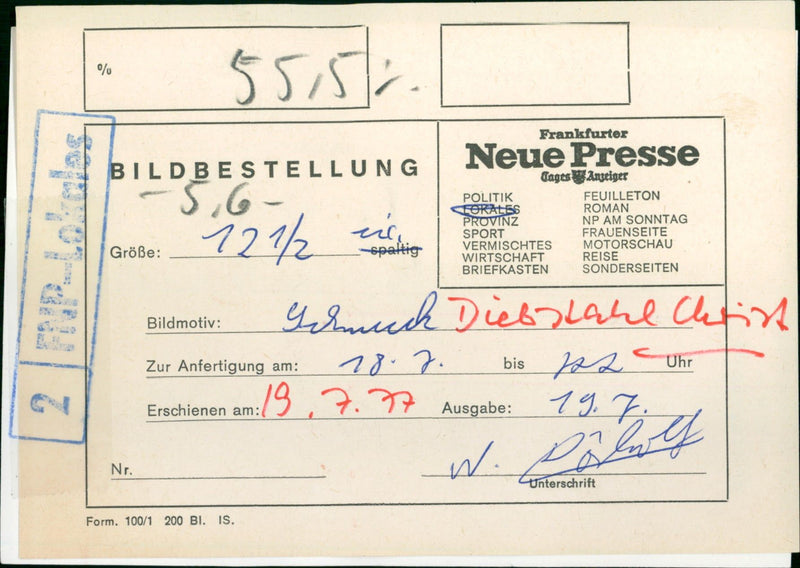 % 55,5%
FNP-Lokales
2
BILDBESTELLUNG
- 5,6 -
Größe: 12 1/2 spaltig
Frankfurter
Neue Presse
Tages Anzeiger
POLITIK
LOKALES
PROVINZ
SPORT
VERMISCHTES
WIRTSCHAFT
BRIEFKASTEN
FEUILLETON
ROMAN
NP AM SONNTAG
FRAUENSEITE
MOTORSCHAU
REISE
SONDERSEITEN
Bildmotiv: Schmuck Diebstahl Christ
Zur Anfertigung am: 18. 7. bis Uhr
Erschienen am: 19. 7. 77 Ausgabe: 19. 7.
Nr.
Unterschrift
Form. 100/1 200 Bl. IS.